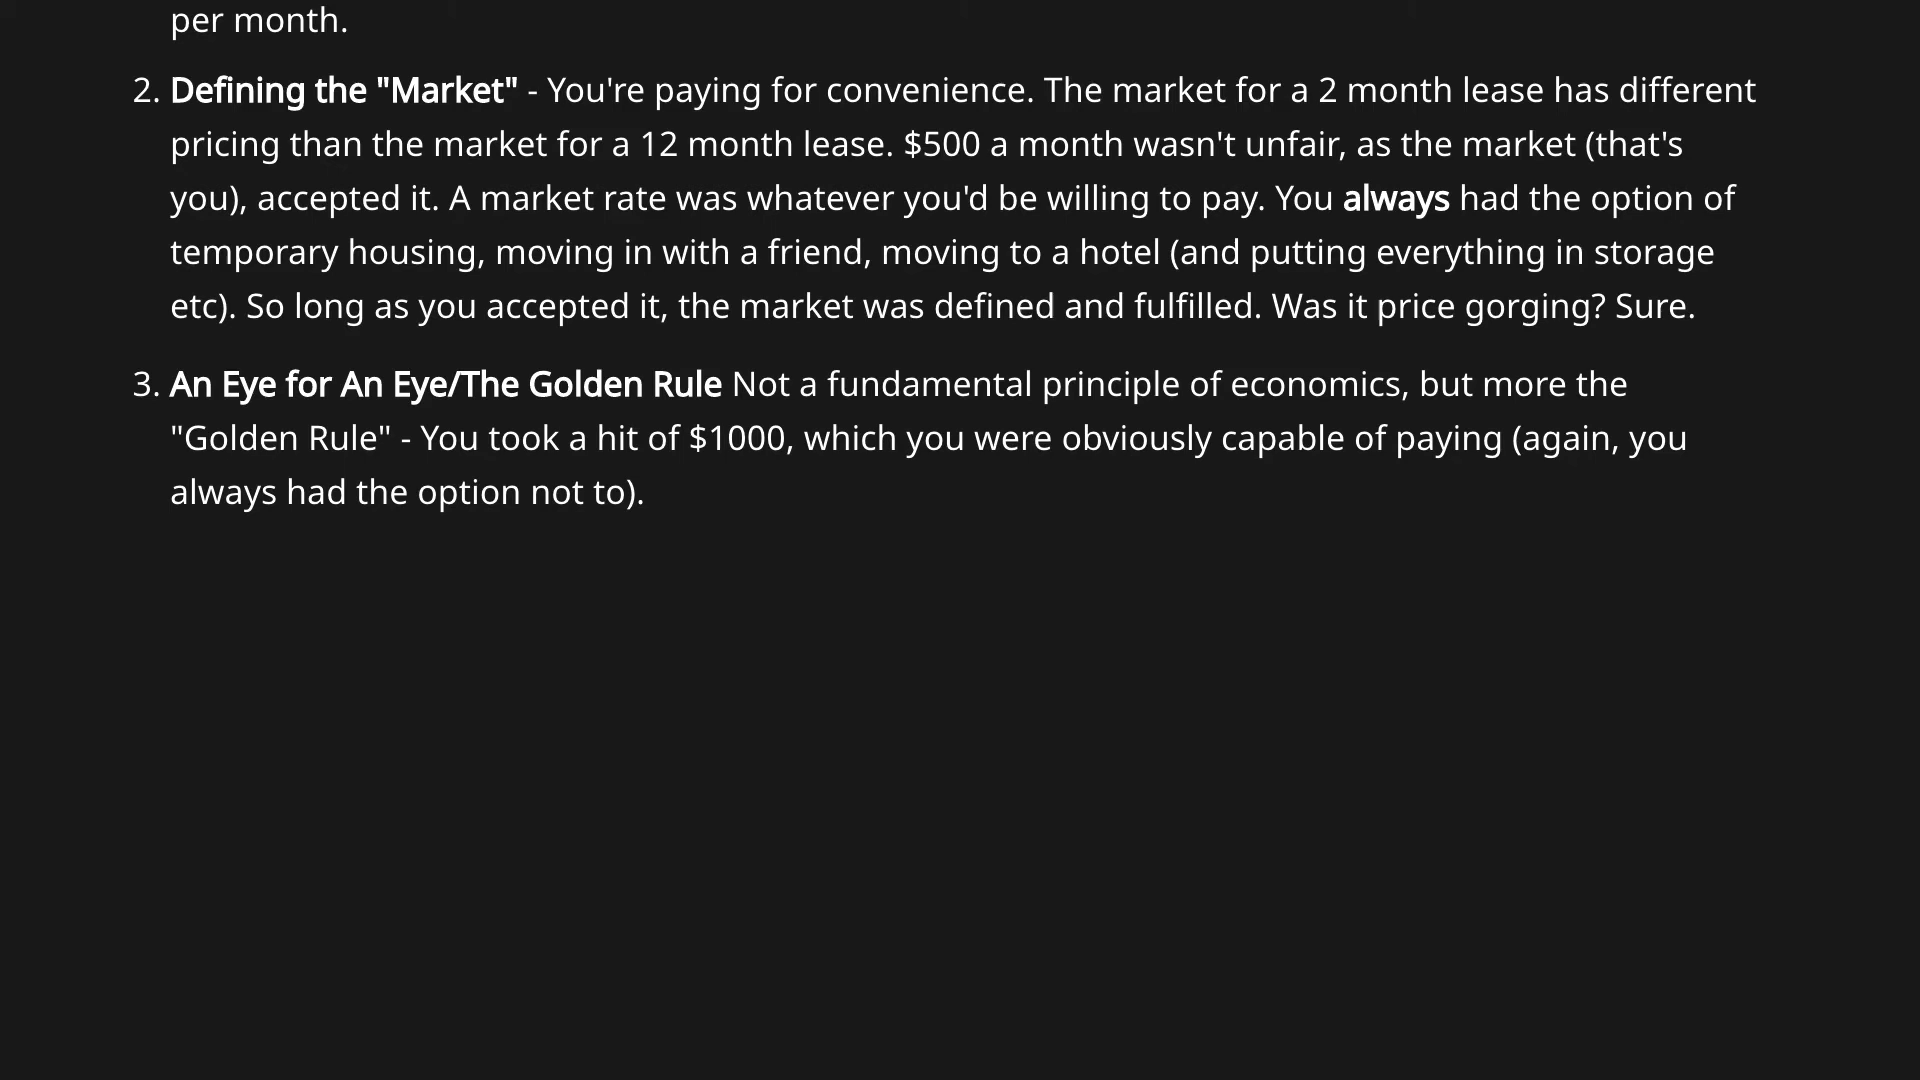 per month.
2. Defining the "Market" - You're paying for convenience. The market for a 2 month lease has different
pricing than the market for a 12 month lease. $500 a month wasn't unfair, as the market (that's
you), accepted it. A market rate was whatever you'd be willing to pay. You always had the option of
temporary housing, moving in with a friend, moving to a hotel (and putting everything in storage
etc). So long as you accepted it, the market was defined and fulfilled. Was it price gorging? Sure.
3. An Eye for An Eye/The Golden Rule Not a fundamental principle of economics, but more the
"Golden Rule" - You took a hit of $1000, which you were obviously capable of paying (again, you
always had the option not to).